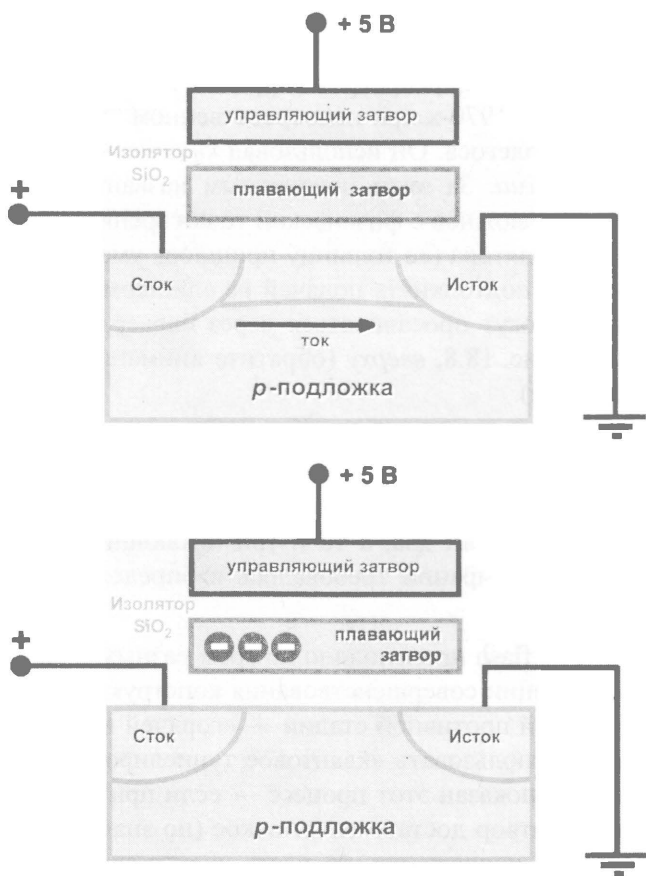 + 5 В
управляющий затвор
Изолятор
SiO2
плавающий затвор
+
Сток
Исток
ток
p-подложка
+ 5 В
управляющий затвор
Изолятор
SiO2
плавающий
затвор
+
Сток
Исток
p-подложка